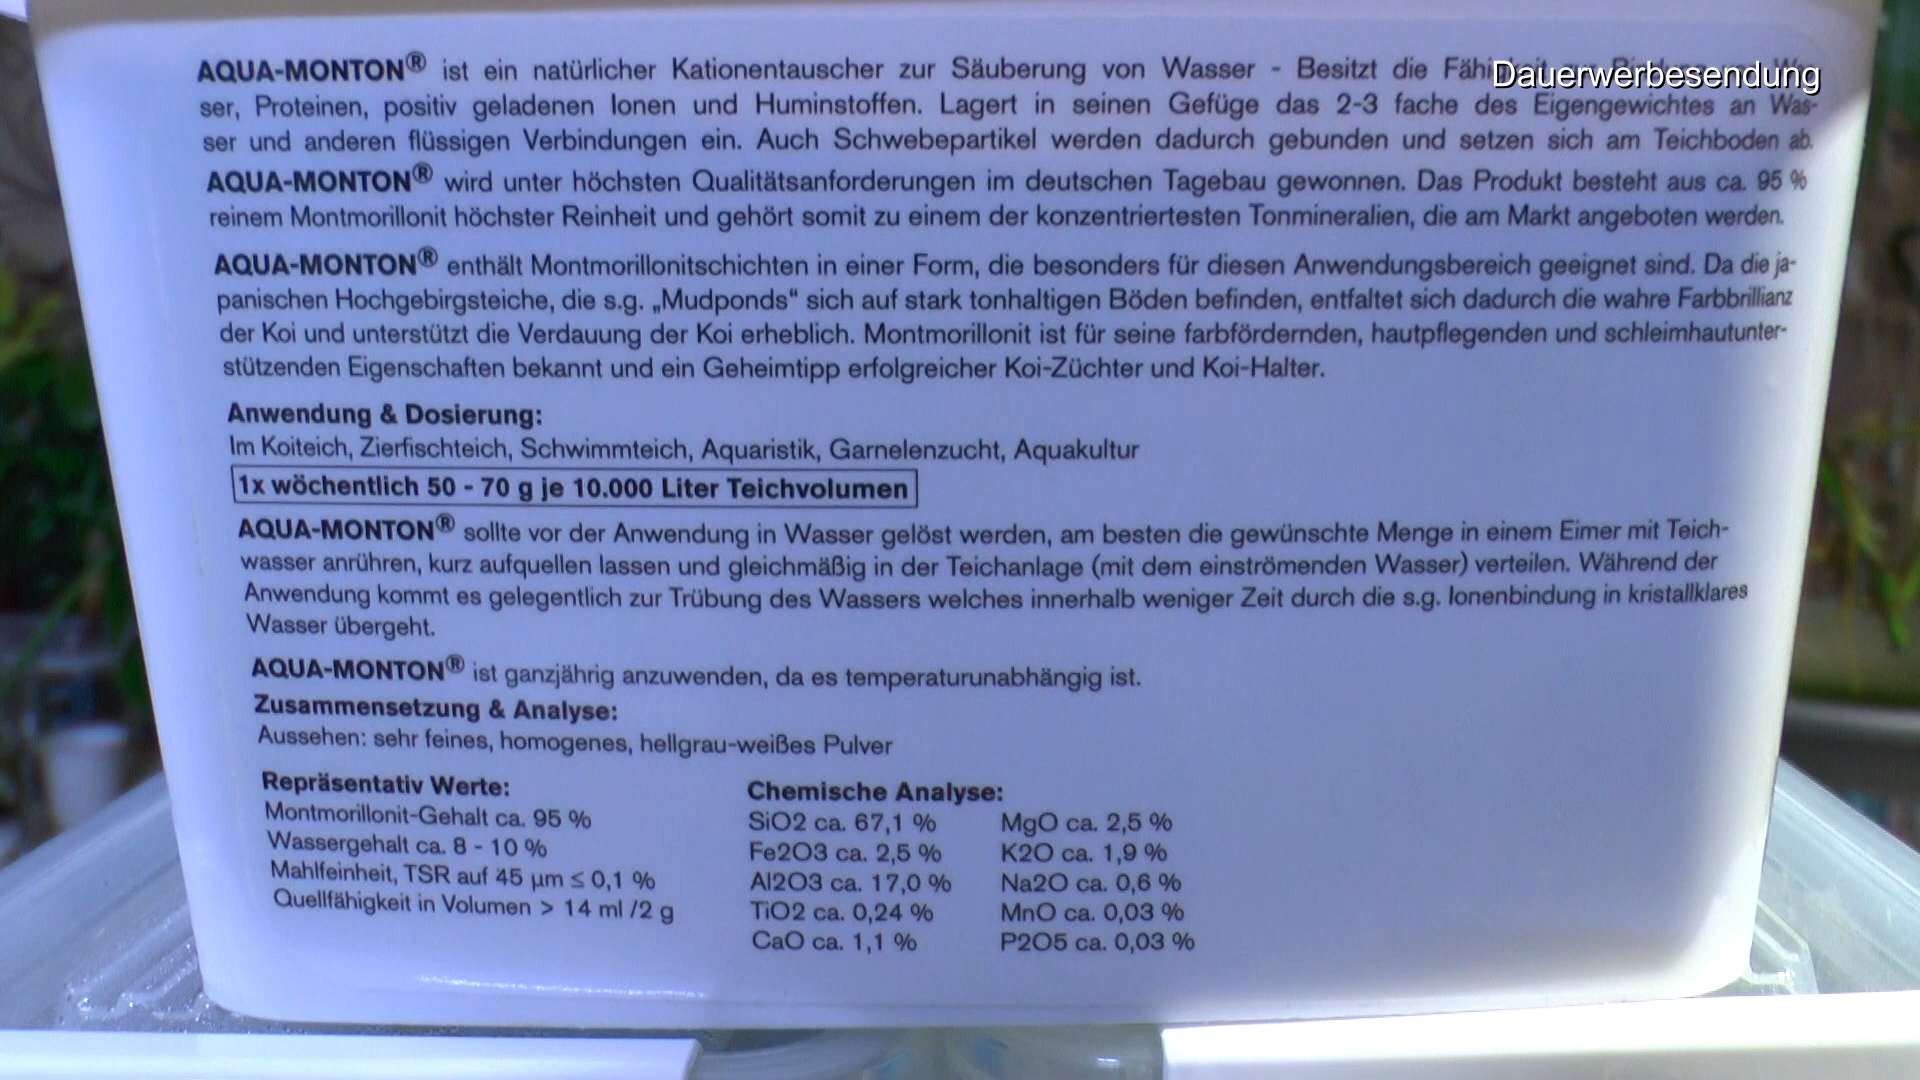 Dauerwerbesendung
AQUA-MONTON® ist ein natürlicher Kationentauscher zur Säuberung von Wasser - Besitzt die
ser, Proteinen, positiv geladenen Ionen und Huminstoffen. Lagert in seinen Gefüge das 2-3 fache des Eigengewichtes an Was-
ser und anderen flüssigen Verbindungen ein. Auch Schwebepartikel werden dadurch gebunden und setzen sich am Teichboden ab.
AQUA-MONTON® wird unter höchsten Qualitätsanforderungen im deutschen Tagebau gewonnen. Das Produkt besteht aus ca. 95 %
reinem Montmorillonit höchster Reinheit und gehört somit zu einem der konzentriertesten Tonmineralien, die am Markt angeboten werden.
AQUA-MONTON® enthält Montmorillonitschichten in einer Form, die besonders für diesen Anwendungsbereich geeignet sind. Da die ja-
panischen Hochgebirgsteiche, die s.g. „Mudponds“ sich auf stark tonhaltigen Böden befinden, entfaltet sich dadurch die wahre Farbbrillianz
der Koi und unterstützt die Verdauung der Koi erheblich. Montmorillonit ist für seine farbfördernden, hautpflegenden und schleimhautunter-
stützenden Eigenschaften bekannt und ein Geheimtipp erfolgreicher Koi-Züchter und Koi-Halter.
Anwendung & Dosierung:
Im Koiteich, Zierfischteich, Schwimmteich, Aquaristik, Garnelenzucht, Aquakultur
1x wöchentlich 50 - 70 g je 10.000 Liter Teichvolumen
AQUA-MONTON® sollte vor der Anwendung in Wasser gelöst werden, am besten die gewünschte Menge in einem Eimer mit Teich-
wasser anrühren, kurz aufquellen lassen und gleichmäßig in der Teichanlage (mit dem einströmenden Wasser) verteilen. Während der
Anwendung kommt es gelegentlich zur Trübung des Wassers welches innerhalb weniger Zeit durch die s.g. Ionenbindung in kristallklares
Wasser übergeht.
AQUA-MONTON® ist ganzjährig anzuwenden, da es temperaturunabhängig ist.
Zusammensetzung & Analyse:
Aussehen: sehr feines, homogenes, hellgrau-weißes Pulver
Repräsentativ Werte:
Montmorillonit-Gehalt ca. 95 %
Wassergehalt ca. 8 - 10 %
Mahlfeinheit, TSR auf 45 µm ≤ 0,1 %
Quellfähigkeit in Volumen > 14 ml /2 g
Chemische Analyse:
SiO2 ca. 67,1 %
Fe2O3 ca. 2,5 %
Al2O3 ca. 17,0 %
TiO2 ca. 0,24 %
CaO ca. 1,1 %
MgO ca. 2,5 %
K2O ca. 1,9 %
Na2O ca. 0,6 %
MnO ca. 0,03 %
P2O5 ca. 0,03 %